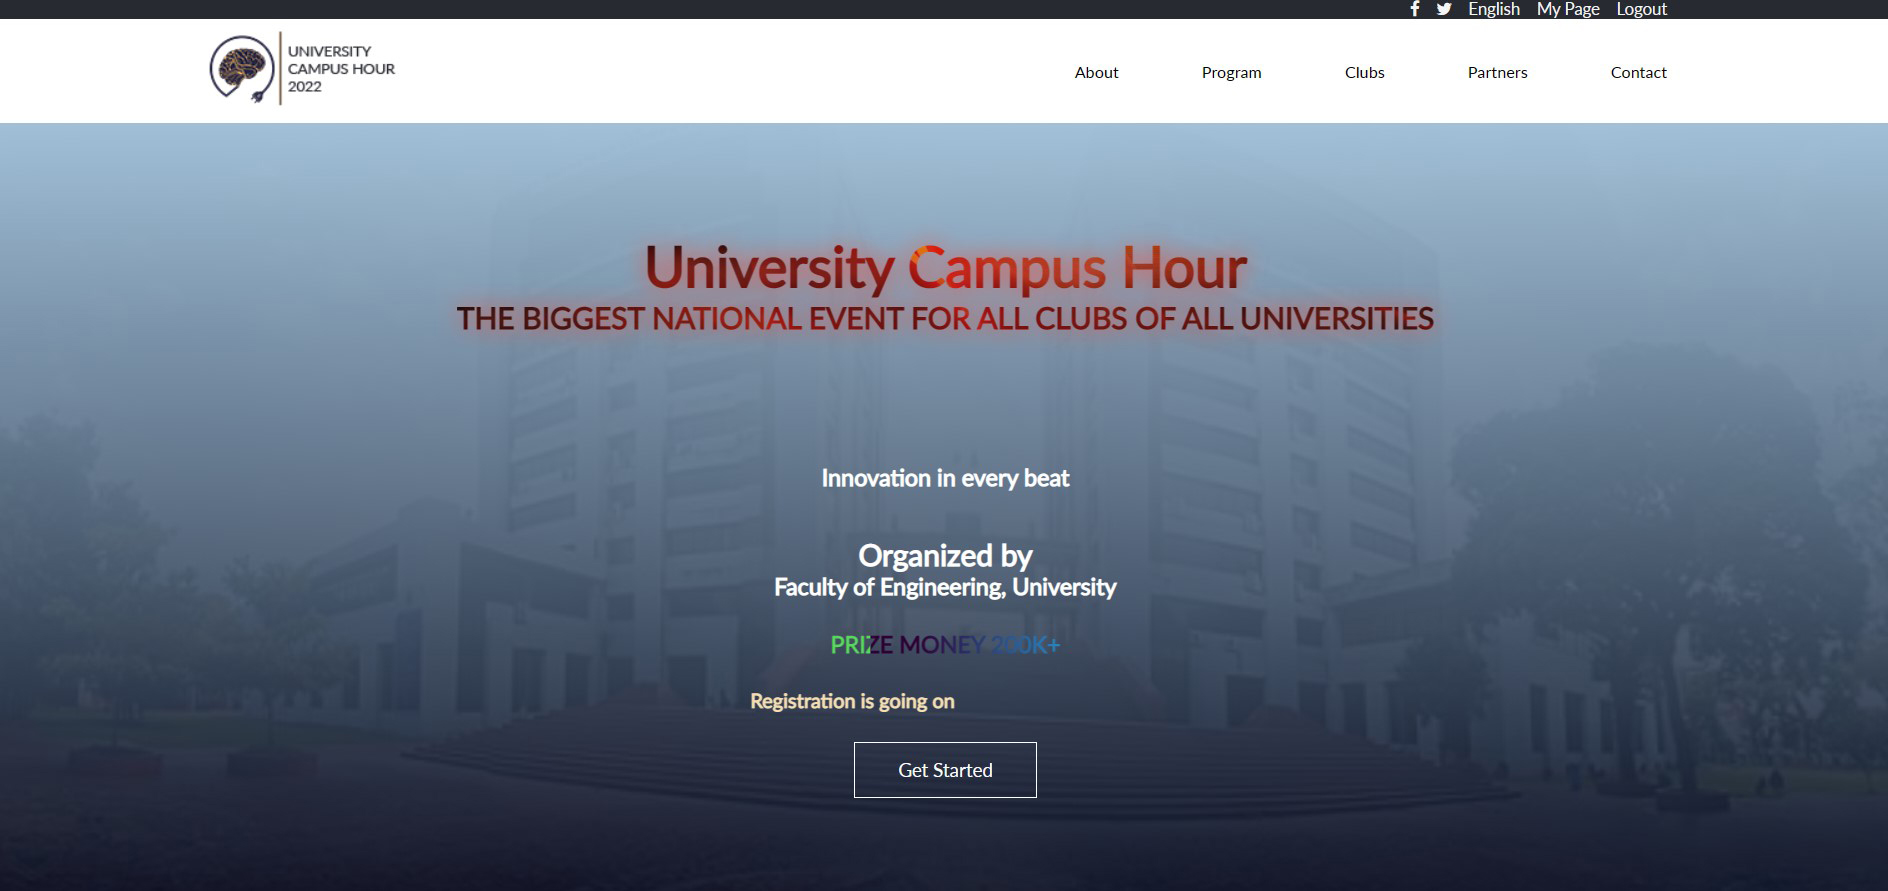 English My Page Logout
UNIVERSITY
CAMPUS HOUR
2022
About Program Clubs Partners Contact
University Campus Hour
THE BIGGEST NATIONAL EVENT FOR ALL CLUBS OF ALL UNIVERSITIES
Innovation in every beat
Organized by
Faculty of Engineering, University
PRIZE MONEY 200K+
Registration is going on
Get Started